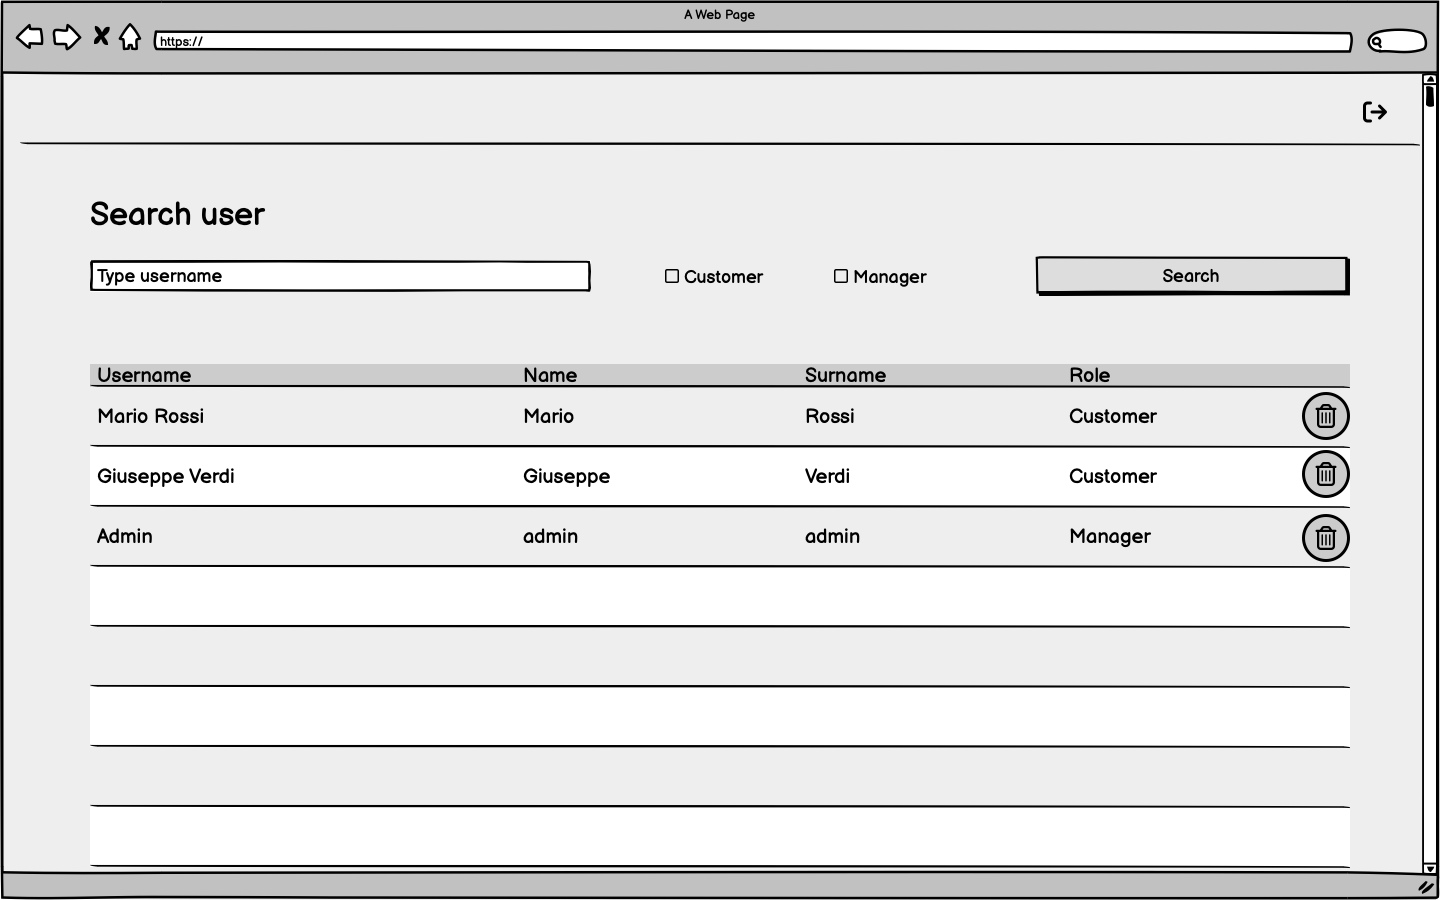 A Web Page
https://
Search user
Type username
Customer
Manager
Search
Username Name Surname Role
Mario Rossi Mario Rossi Customer
Giuseppe Verdi Giuseppe Verdi Customer
Admin admin admin Manager